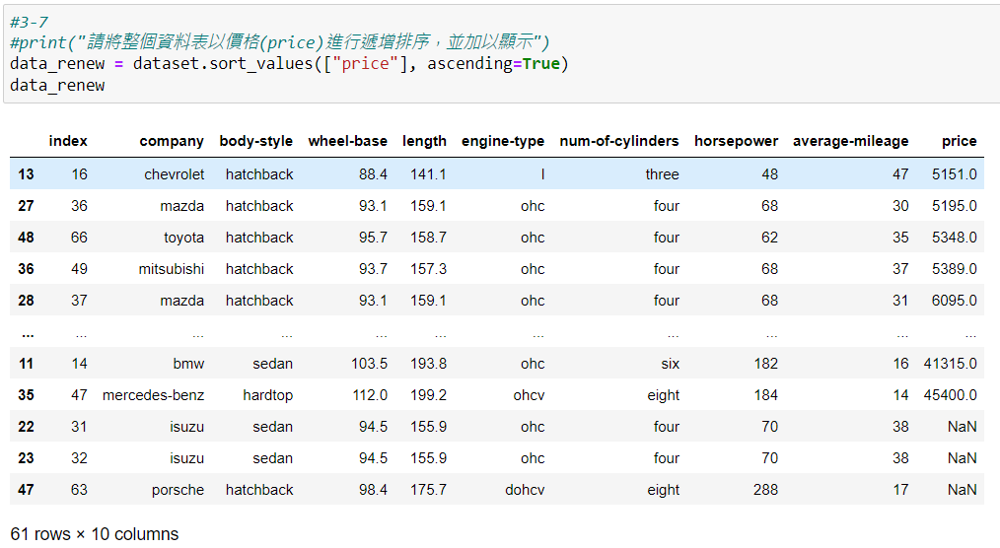 #3-7
#print("請將整個資料表以價格(price)進行遞增排序，並加以顯示")
data_renew = dataset.sort_values(["price"], ascending=True)
data_renew
index company body-style wheel-base length engine-type num-of-cylinders horsepower average-mileage price
13 16 chevrolet hatchback 88.4 141.1 l three 48 47 5151.0
27 36 mazda hatchback 93.1 159.1 ohc four 68 30 5195.0
48 66 toyota hatchback 95.7 158.7 ohc four 62 35 5348.0
36 49 mitsubishi hatchback 93.7 157.3 ohc four 68 37 5389.0
28 37 mazda hatchback 93.1 159.1 ohc four 68 31 6095.0
... ... ... ... ... ... ... ... ... ... ...
11 14 bmw sedan 103.5 193.8 ohc six 182 16 41315.0
35 47 mercedes-benz hardtop 112.0 199.2 ohcv eight 184 14 45400.0
22 31 isuzu sedan 94.5 155.9 ohc four 70 38 NaN
23 32 isuzu sedan 94.5 155.9 ohc four 70 38 NaN
47 63 porsche hatchback 98.4 175.7 dohcv eight 288 17 NaN
61 rows × 10 columns